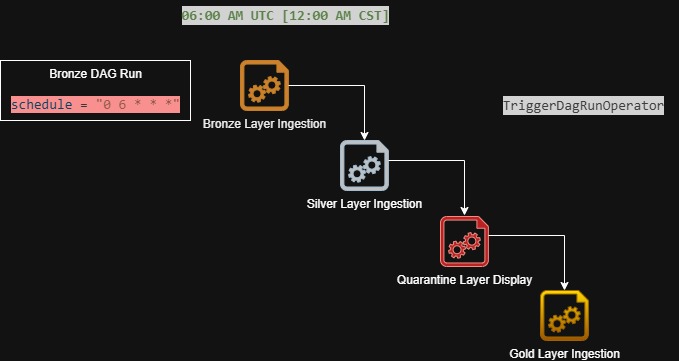 06:00 AM UTC [12:00 AM CST]
Bronze DAG Run
schedule = "0 6 * * *"
TriggerDagRunOperator
Bronze Layer Ingestion
Silver Layer Ingestion
Quarantine Layer Display
Gold Layer Ingestion